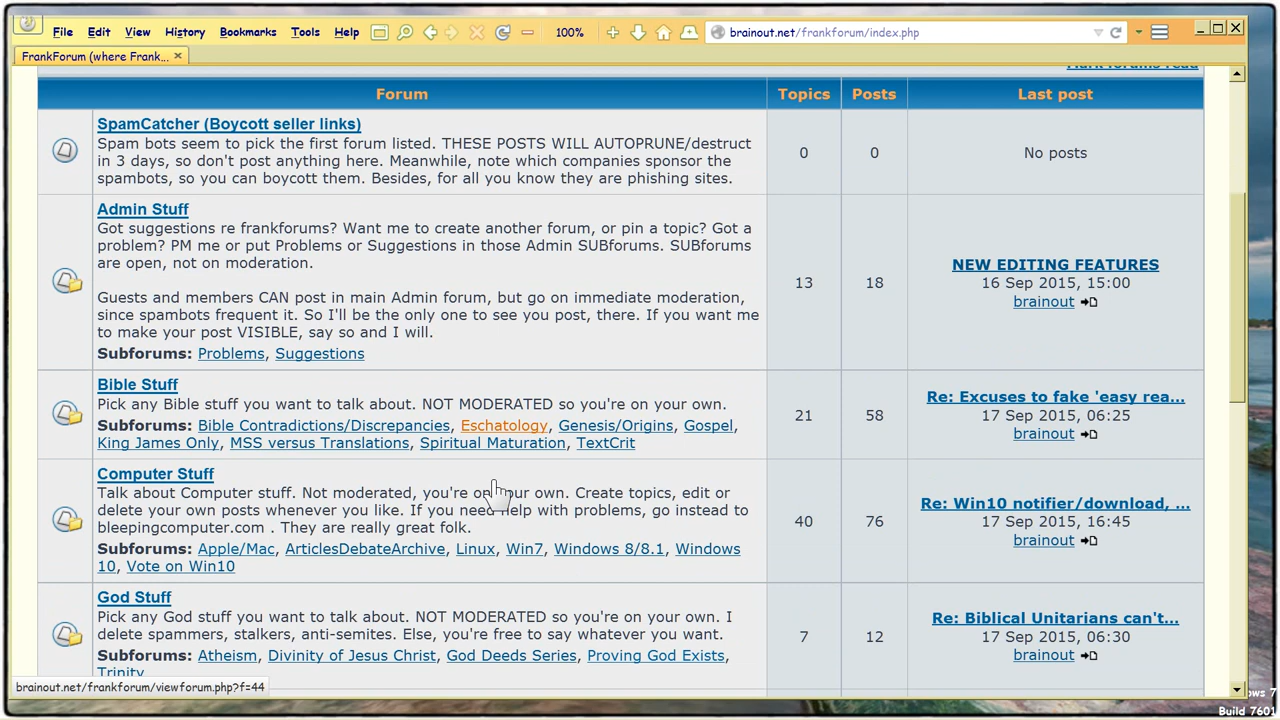 File Edit View History Bookmarks Tools Help 100% brainout.net/frankforum/index.php
FrankForum (where Frank...
Mark forums read
Forum Topics Posts Last post
SpamCatcher (Boycott seller links)
Spam bots seem to pick the first forum listed. THESE POSTS WILL AUTOPRUNE/destruct
in 3 days, so don't post anything here. Meanwhile, note which companies sponsor the
spambots, so you can boycott them. Besides, for all you know they are phishing sites.
0 0 No posts
Admin Stuff
Got suggestions re frankforums? Want me to create another forum, or pin a topic? Got a
problem? PM me or put Problems or Suggestions in those Admin SUBforums. SUBforums
are open, not on moderation.
Guests and members CAN post in main Admin forum, but go on immediate moderation,
since spambots frequent it. So I'll be the only one to see you post, there. If you want me
to make your post VISIBLE, say so and I will.
Subforums: Problems, Suggestions
13 18
NEW EDITING FEATURES
16 Sep 2015, 15:00
brainout
Bible Stuff
Pick any Bible stuff you want to talk about. NOT MODERATED so you're on your own.
Subforums: Bible Contradictions/Discrepancies, Eschatology, Genesis/Origins, Gospel,
King James Only, MSS versus Translations, Spiritual Maturation, TextCrit
21 58
Re: Excuses to fake 'easy rea...
17 Sep 2015, 06:25
brainout
Computer Stuff
Talk about Computer stuff. Not moderated, you're on your own. Create topics, edit or
delete your own posts whenever you like. If you need help with problems, go instead to
bleepingcomputer.com . They are really great folk.
Subforums: Apple/Mac, ArticlesDebateArchive, Linux, Win7, Windows 8/8.1, Windows
10, Vote on Win10
40 76
Re: Win10 notifier/download, ...
17 Sep 2015, 16:45
brainout
God Stuff
Pick any God stuff you want to talk about. NOT MODERATED so you're on your own. I
delete spammers, stalkers, anti-semites. Else, you're free to say whatever you want.
Subforums: Atheism, Divinity of Jesus Christ, God Deeds Series, Proving God Exists,
Trinity
7 12
Re: Biblical Unitarians can't...
17 Sep 2015, 06:30
brainout
brainout.net/frankforum/viewforum.php?f=44
ows 7
Build 7601